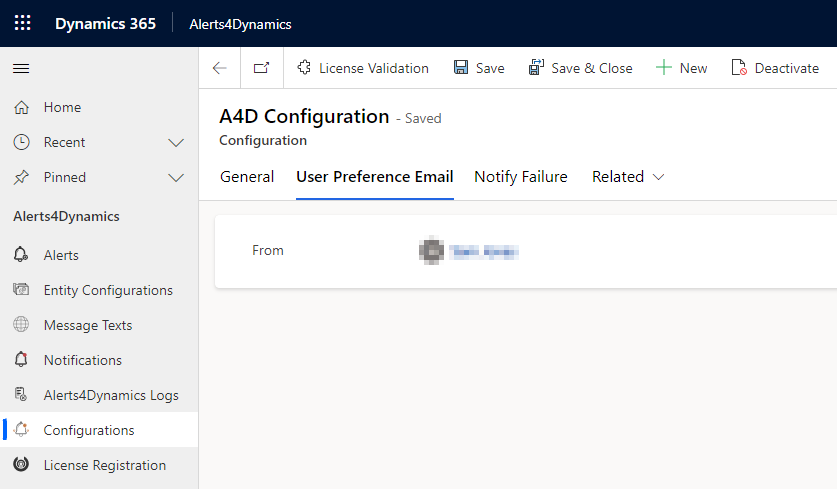 Dynamics 365 Alerts4Dynamics
License Validation Save Save & Close New Deactivate
Home
Recent
Pinned
Alerts4Dynamics
Alerts
Entity Configurations
Message Texts
Notifications
Alerts4Dynamics Logs
Configurations
License Registration
A4D Configuration - Saved
Configuration
General User Preference Email Notify Failure Related
From